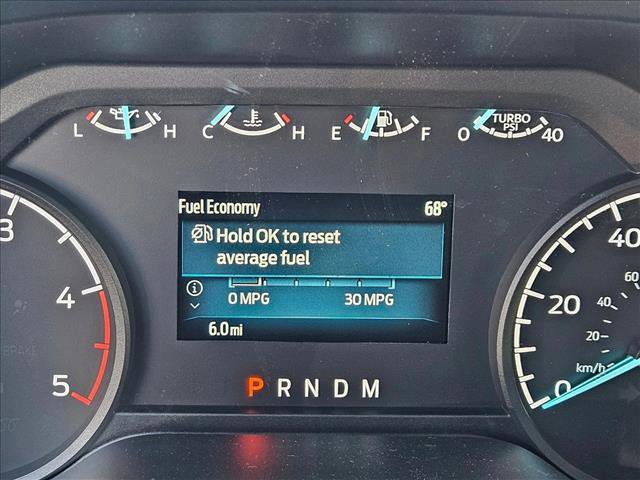 L H
C H
E F
TURBO
PSI
0 40
Fuel Economy 68°
Hold OK to reset
average fuel
0 MPG 30 MPG
6.0 mi
P R N D M
3
4
5
BRAKE
40
20
0
60
40
20
km/h